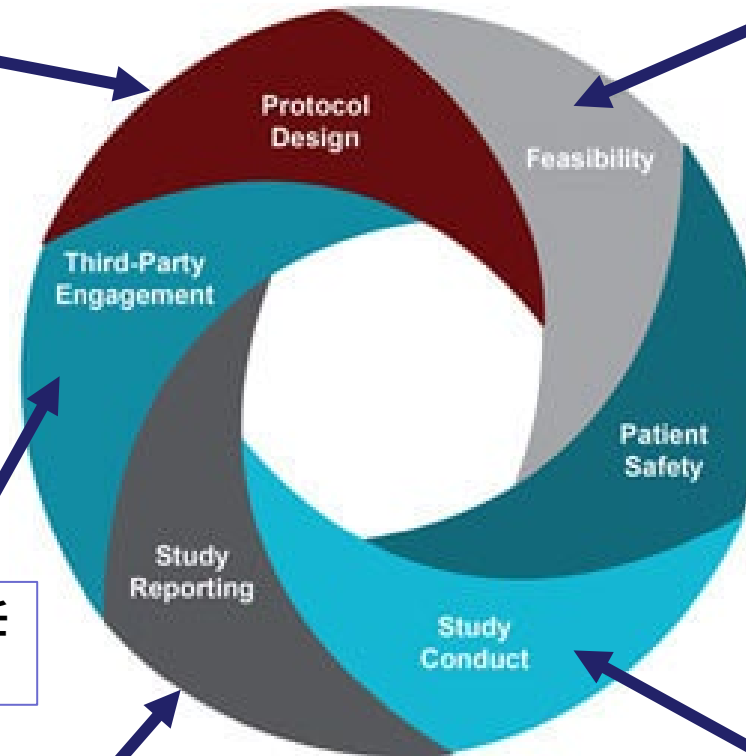 Protocol
Design
Feasibility
Third-Party
Engagement
Patient
Safety
Study
Reporting
Study
Conduct